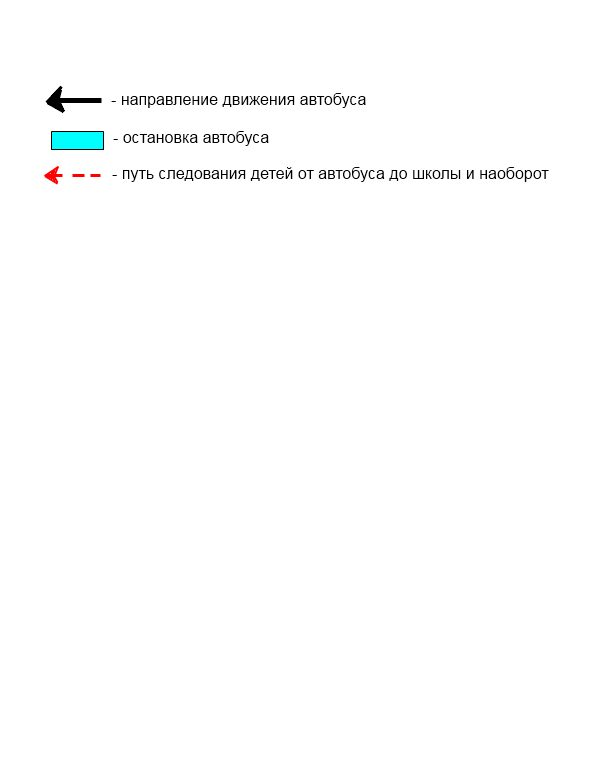 - направление движения автобуса
- остановка автобуса
- путь следования детей от автобуса до школы и наоборот